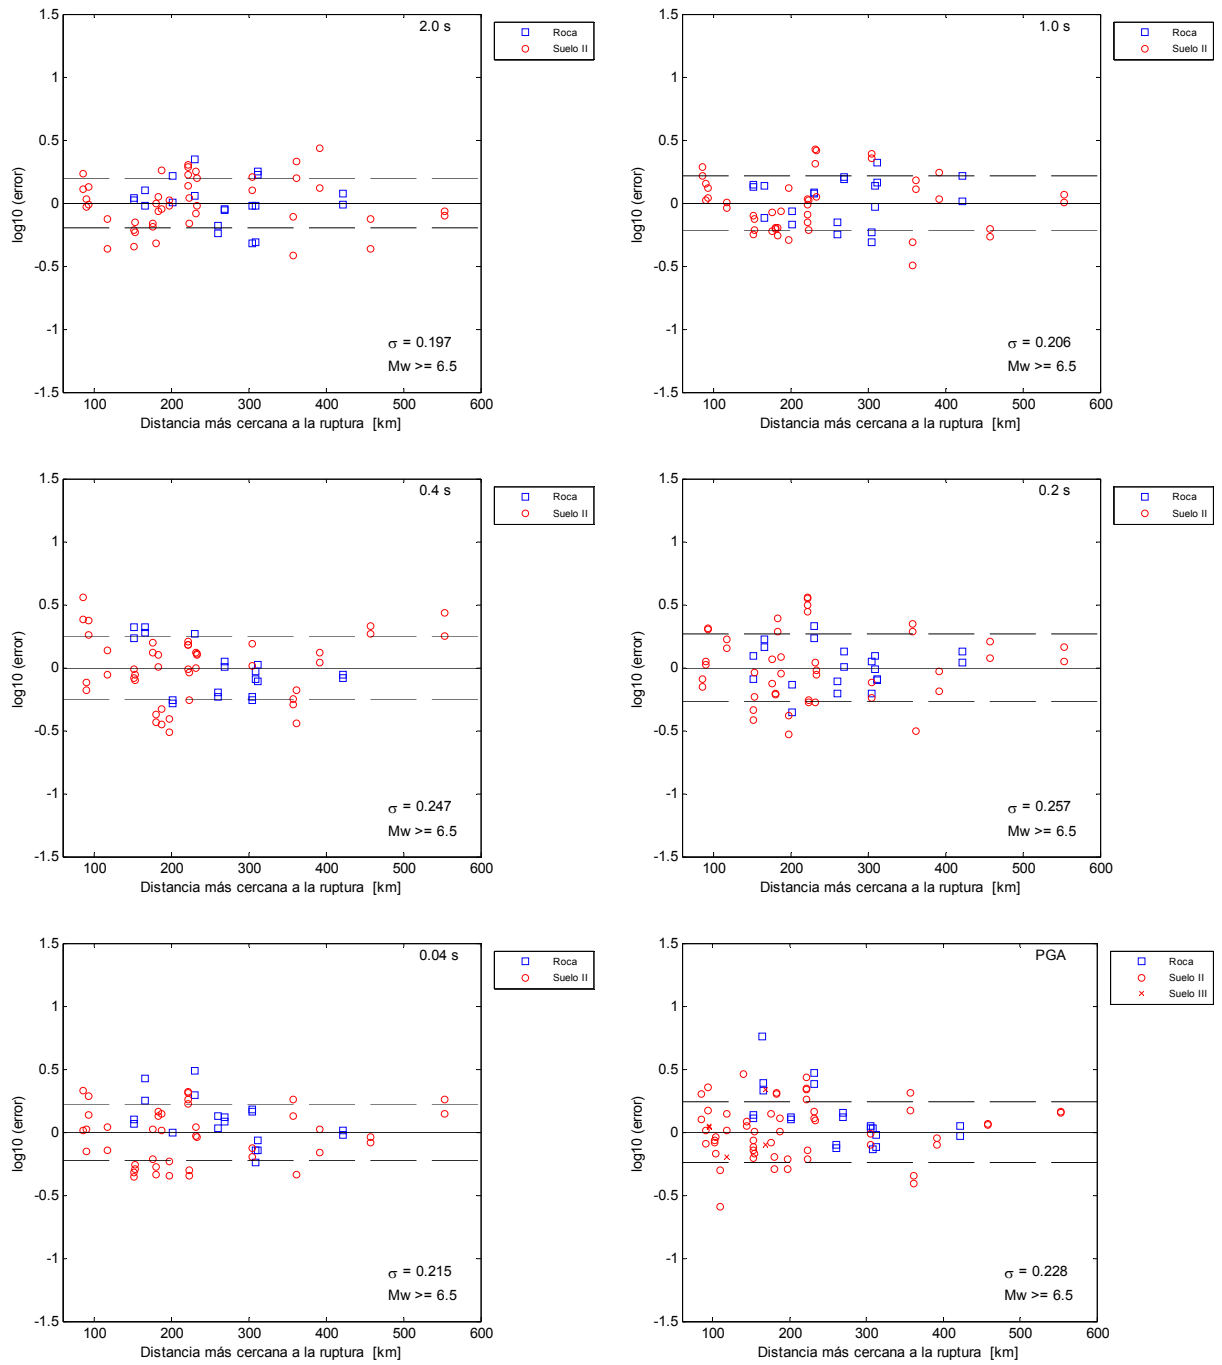 2.0 s
Roca
Suelo II
1.5
1
0.5
0
-0.5
-1
-1.5
log10 (error)
σ = 0.197
Mw >= 6.5
100 200 300 400 500 600
Distancia más cercana a la ruptura [km]
1.0 s
Roca
Suelo II
1.5
1
0.5
0
-0.5
-1
-1.5
log10 (error)
σ = 0.206
Mw >= 6.5
100 200 300 400 500 600
Distancia más cercana a la ruptura [km]
0.4 s
Roca
Suelo II
1.5
1
0.5
0
-0.5
-1
-1.5
log10 (error)
σ = 0.247
Mw >= 6.5
100 200 300 400 500 600
Distancia más cercana a la ruptura [km]
0.2 s
Roca
Suelo II
1.5
1
0.5
0
-0.5
-1
-1.5
log10 (error)
σ = 0.257
Mw >= 6.5
100 200 300 400 500 600
Distancia más cercana a la ruptura [km]
0.04 s
Roca
Suelo II
1.5
1
0.5
0
-0.5
-1
-1.5
log10 (error)
σ = 0.215
Mw >= 6.5
100 200 300 400 500 600
Distancia más cercana a la ruptura [km]
PGA
Roca
Suelo II
Suelo III
1.5
1
0.5
0
-0.5
-1
-1.5
log10 (error)
σ = 0.228
Mw >= 6.5
100 200 300 400 500 600
Distancia más cercana a la ruptura [km]